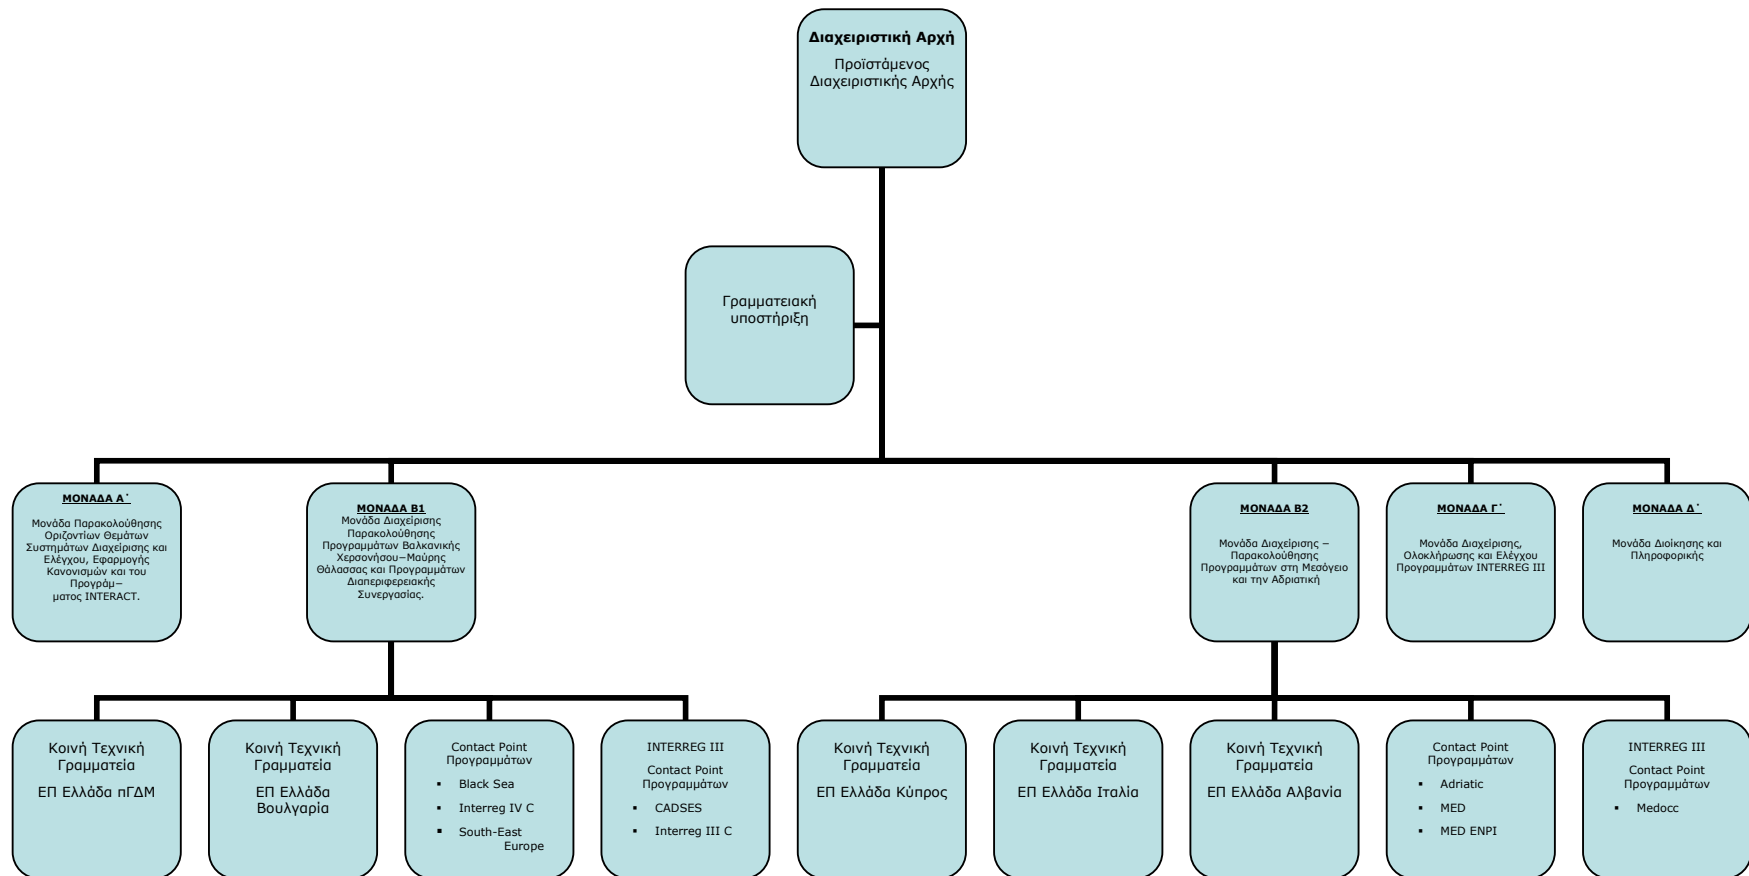 Διαχειριστική Αρχή
Προϊστάμενος
Διαχειριστικής Αρχής
Γραμματειακή
υποστήριξη
ΜΟΝΑΔΑ Α΄
Μονάδα Παρακολούθησης
Οριζοντίων Θεμάτων
Συστημάτων Διαχείρισης και
Ελέγχου, Εφαρμογής
Κανονισμών και του
Προγράμ–
ματος INTERACT.
ΜΟΝΑΔΑ Β1
Μονάδα Διαχείρισης
Παρακολούθησης
Προγραμμάτων Βαλκανικής
Χερσονήσου–Μαύρης
Θάλασσας και Προγραμμάτων
Διαπεριφερειακής
Συνεργασίας.
ΜΟΝΑΔΑ Β2
Μονάδα Διαχείρισης –
Παρακολούθησης
Προγραμμάτων στη Μεσόγειο
και την Αδριατική
ΜΟΝΑΔΑ Γ΄
Μονάδα Διαχείρισης,
Ολοκλήρωσης και Ελέγχου
Προγραμμάτων INTERREG III
ΜΟΝΑΔΑ Δ΄
Μονάδα Διοίκησης και
Πληροφορικής
Κοινή Τεχνική
Γραμματεία
ΕΠ Ελλάδα πΓΔΜ
Κοινή Τεχνική
Γραμματεία
ΕΠ Ελλάδα
Βουλγαρία
Contact Point
Προγραμμάτων
▪ Black Sea
▪ Interreg IV C
▪ South-East
Europe
INTERREG III
Contact Point
Προγραμμάτων
▪ CADSES
▪ Interreg III C
Κοινή Τεχνική
Γραμματεία
ΕΠ Ελλάδα Κύπρος
Κοινή Τεχνική
Γραμματεία
ΕΠ Ελλάδα Ιταλία
Κοινή Τεχνική
Γραμματεία
ΕΠ Ελλάδα Αλβανία
Contact Point
Προγραμμάτων
▪ Adriatic
▪ MED
▪ MED ENPI
INTERREG III
Contact Point
Προγραμμάτων
▪ Medocc